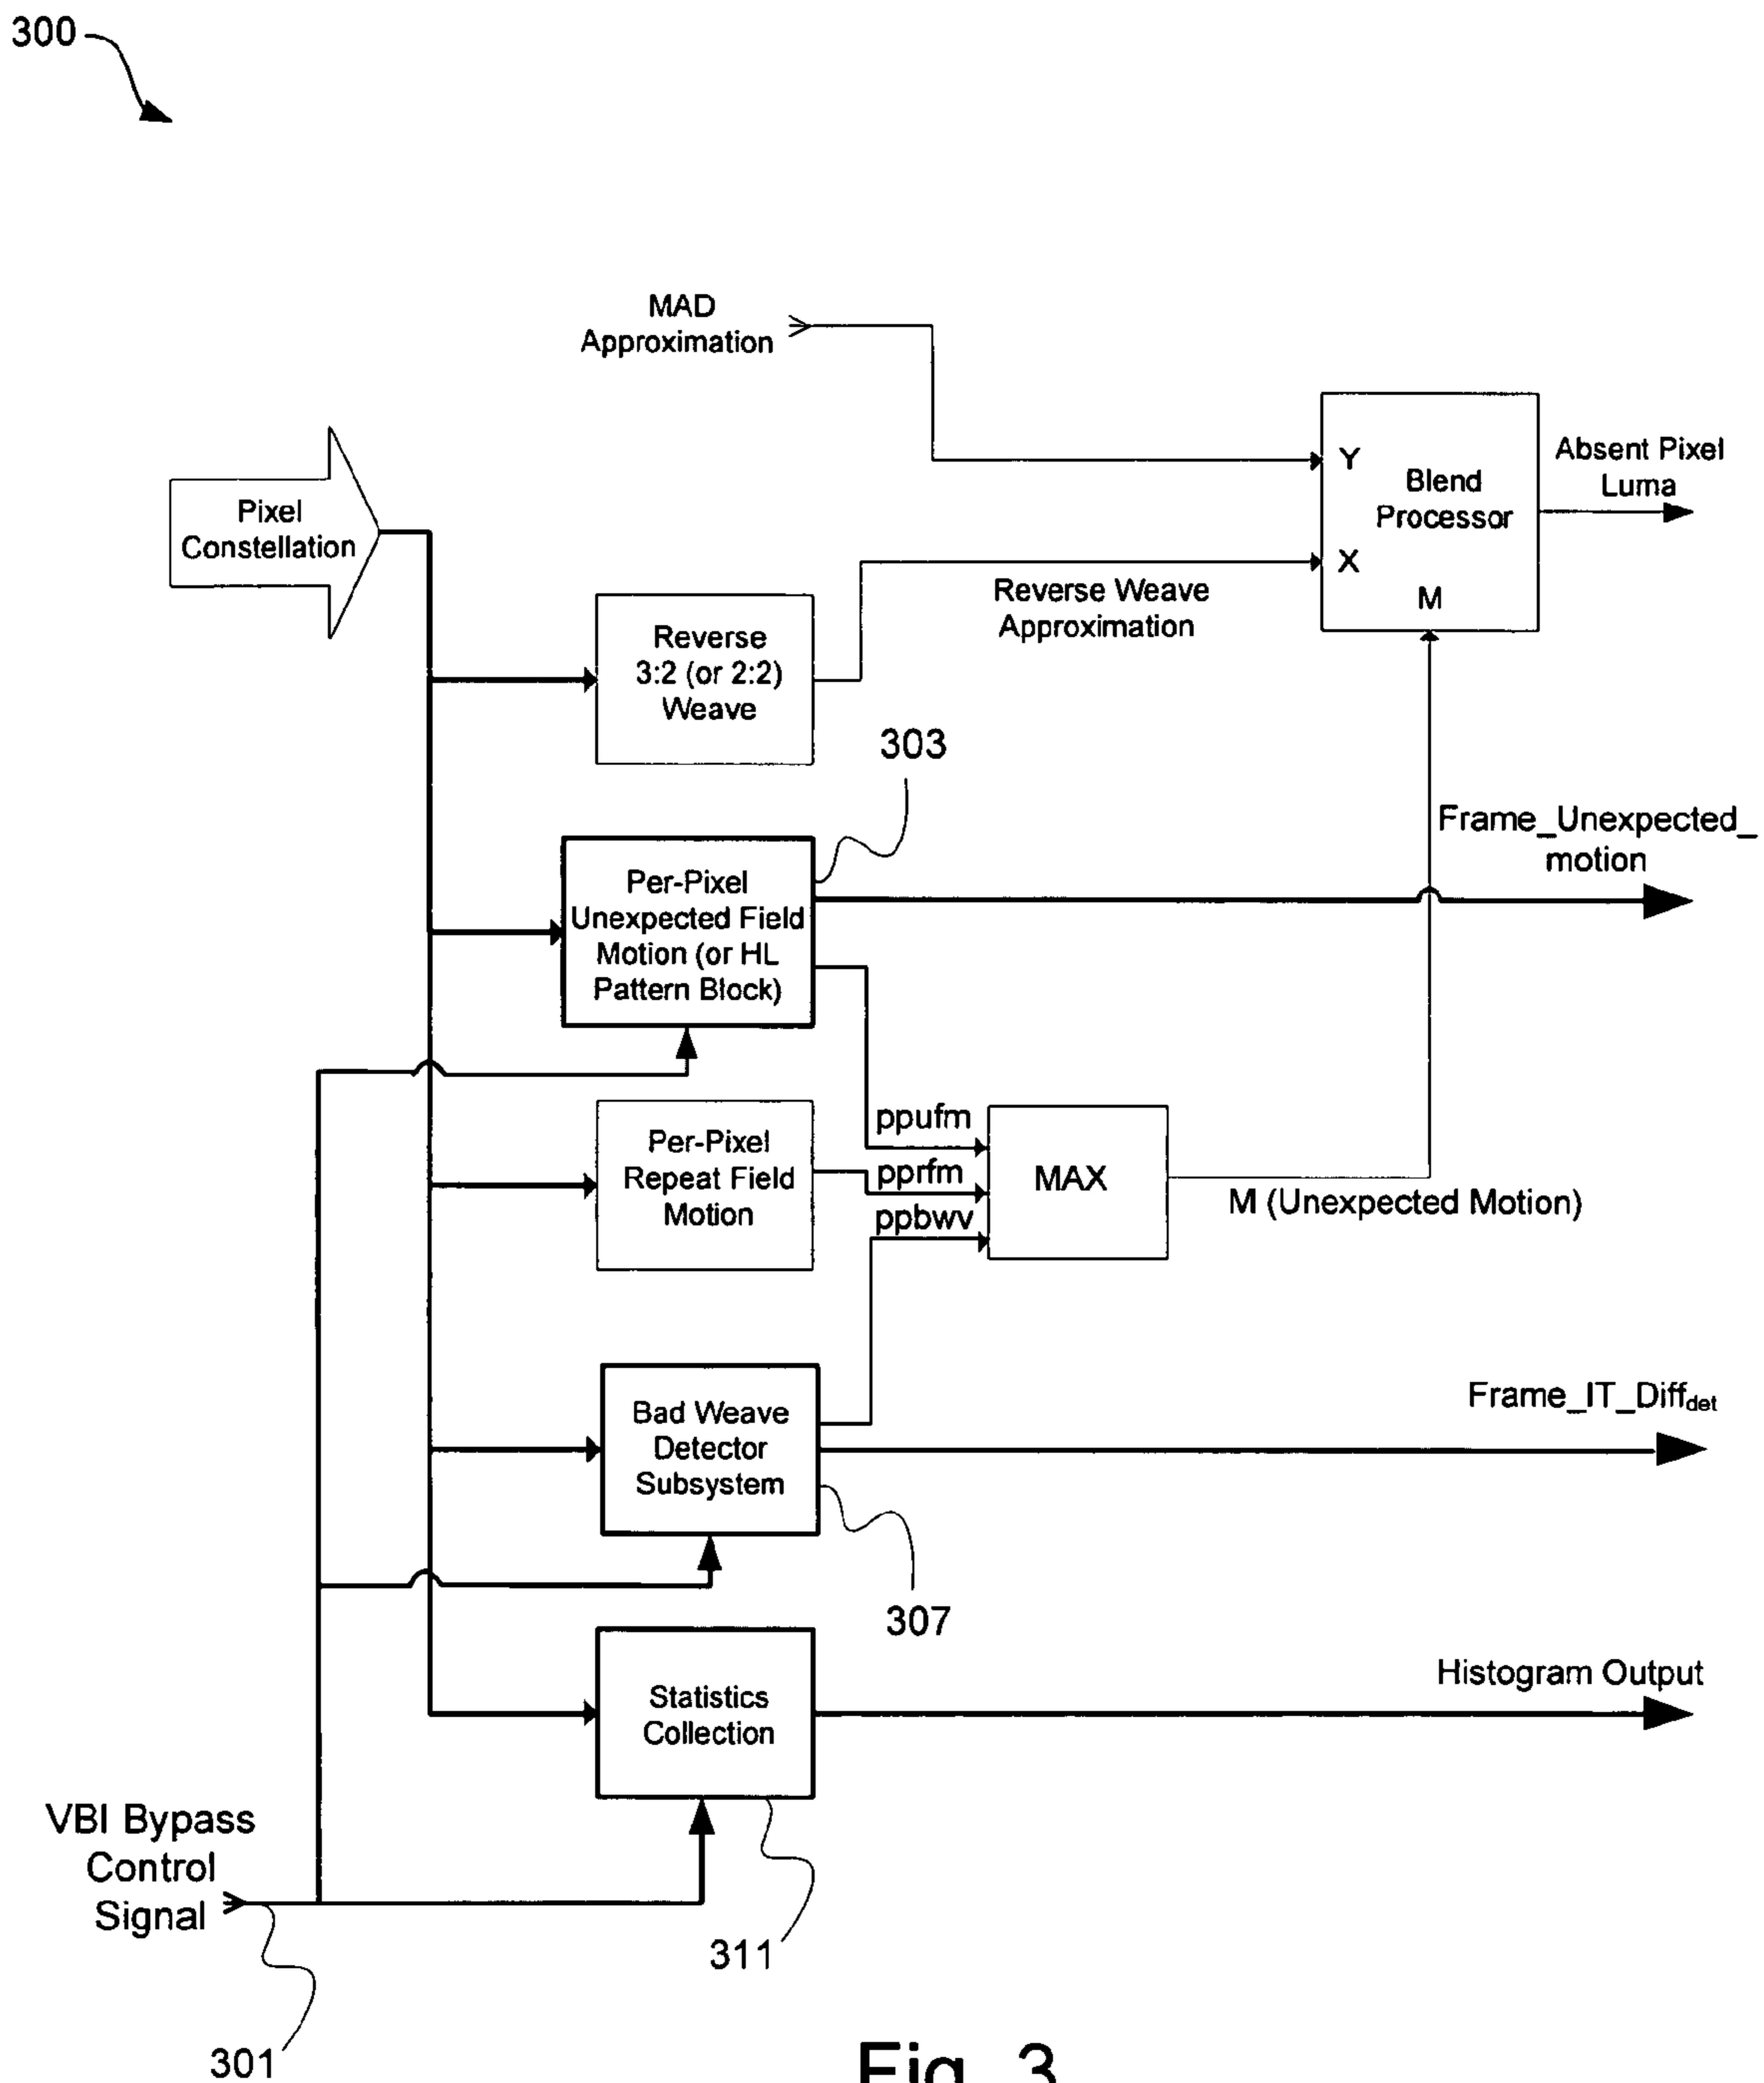 300
MAD
Approximation
Y
Blend
Processor
X
M
Absent Pixel
Luma
Pixel
Constellation
Reverse Weave
Approximation
Reverse
3:2 (or 2:2)
Weave
303
Frame_Unexpected_
motion
Per-Pixel
Unexpected Field
Motion (or HL
Pattern Block)
ppufm
pprfm
ppbwv
MAX
M (Unexpected Motion)
Per-Pixel
Repeat Field
Motion
Frame_IT_Diffdet
Bad Weave
Detector
Subsystem
307
Histogram Output
Statistics
Collection
VBI Bypass
Control
Signal
311
301
Fig. 3